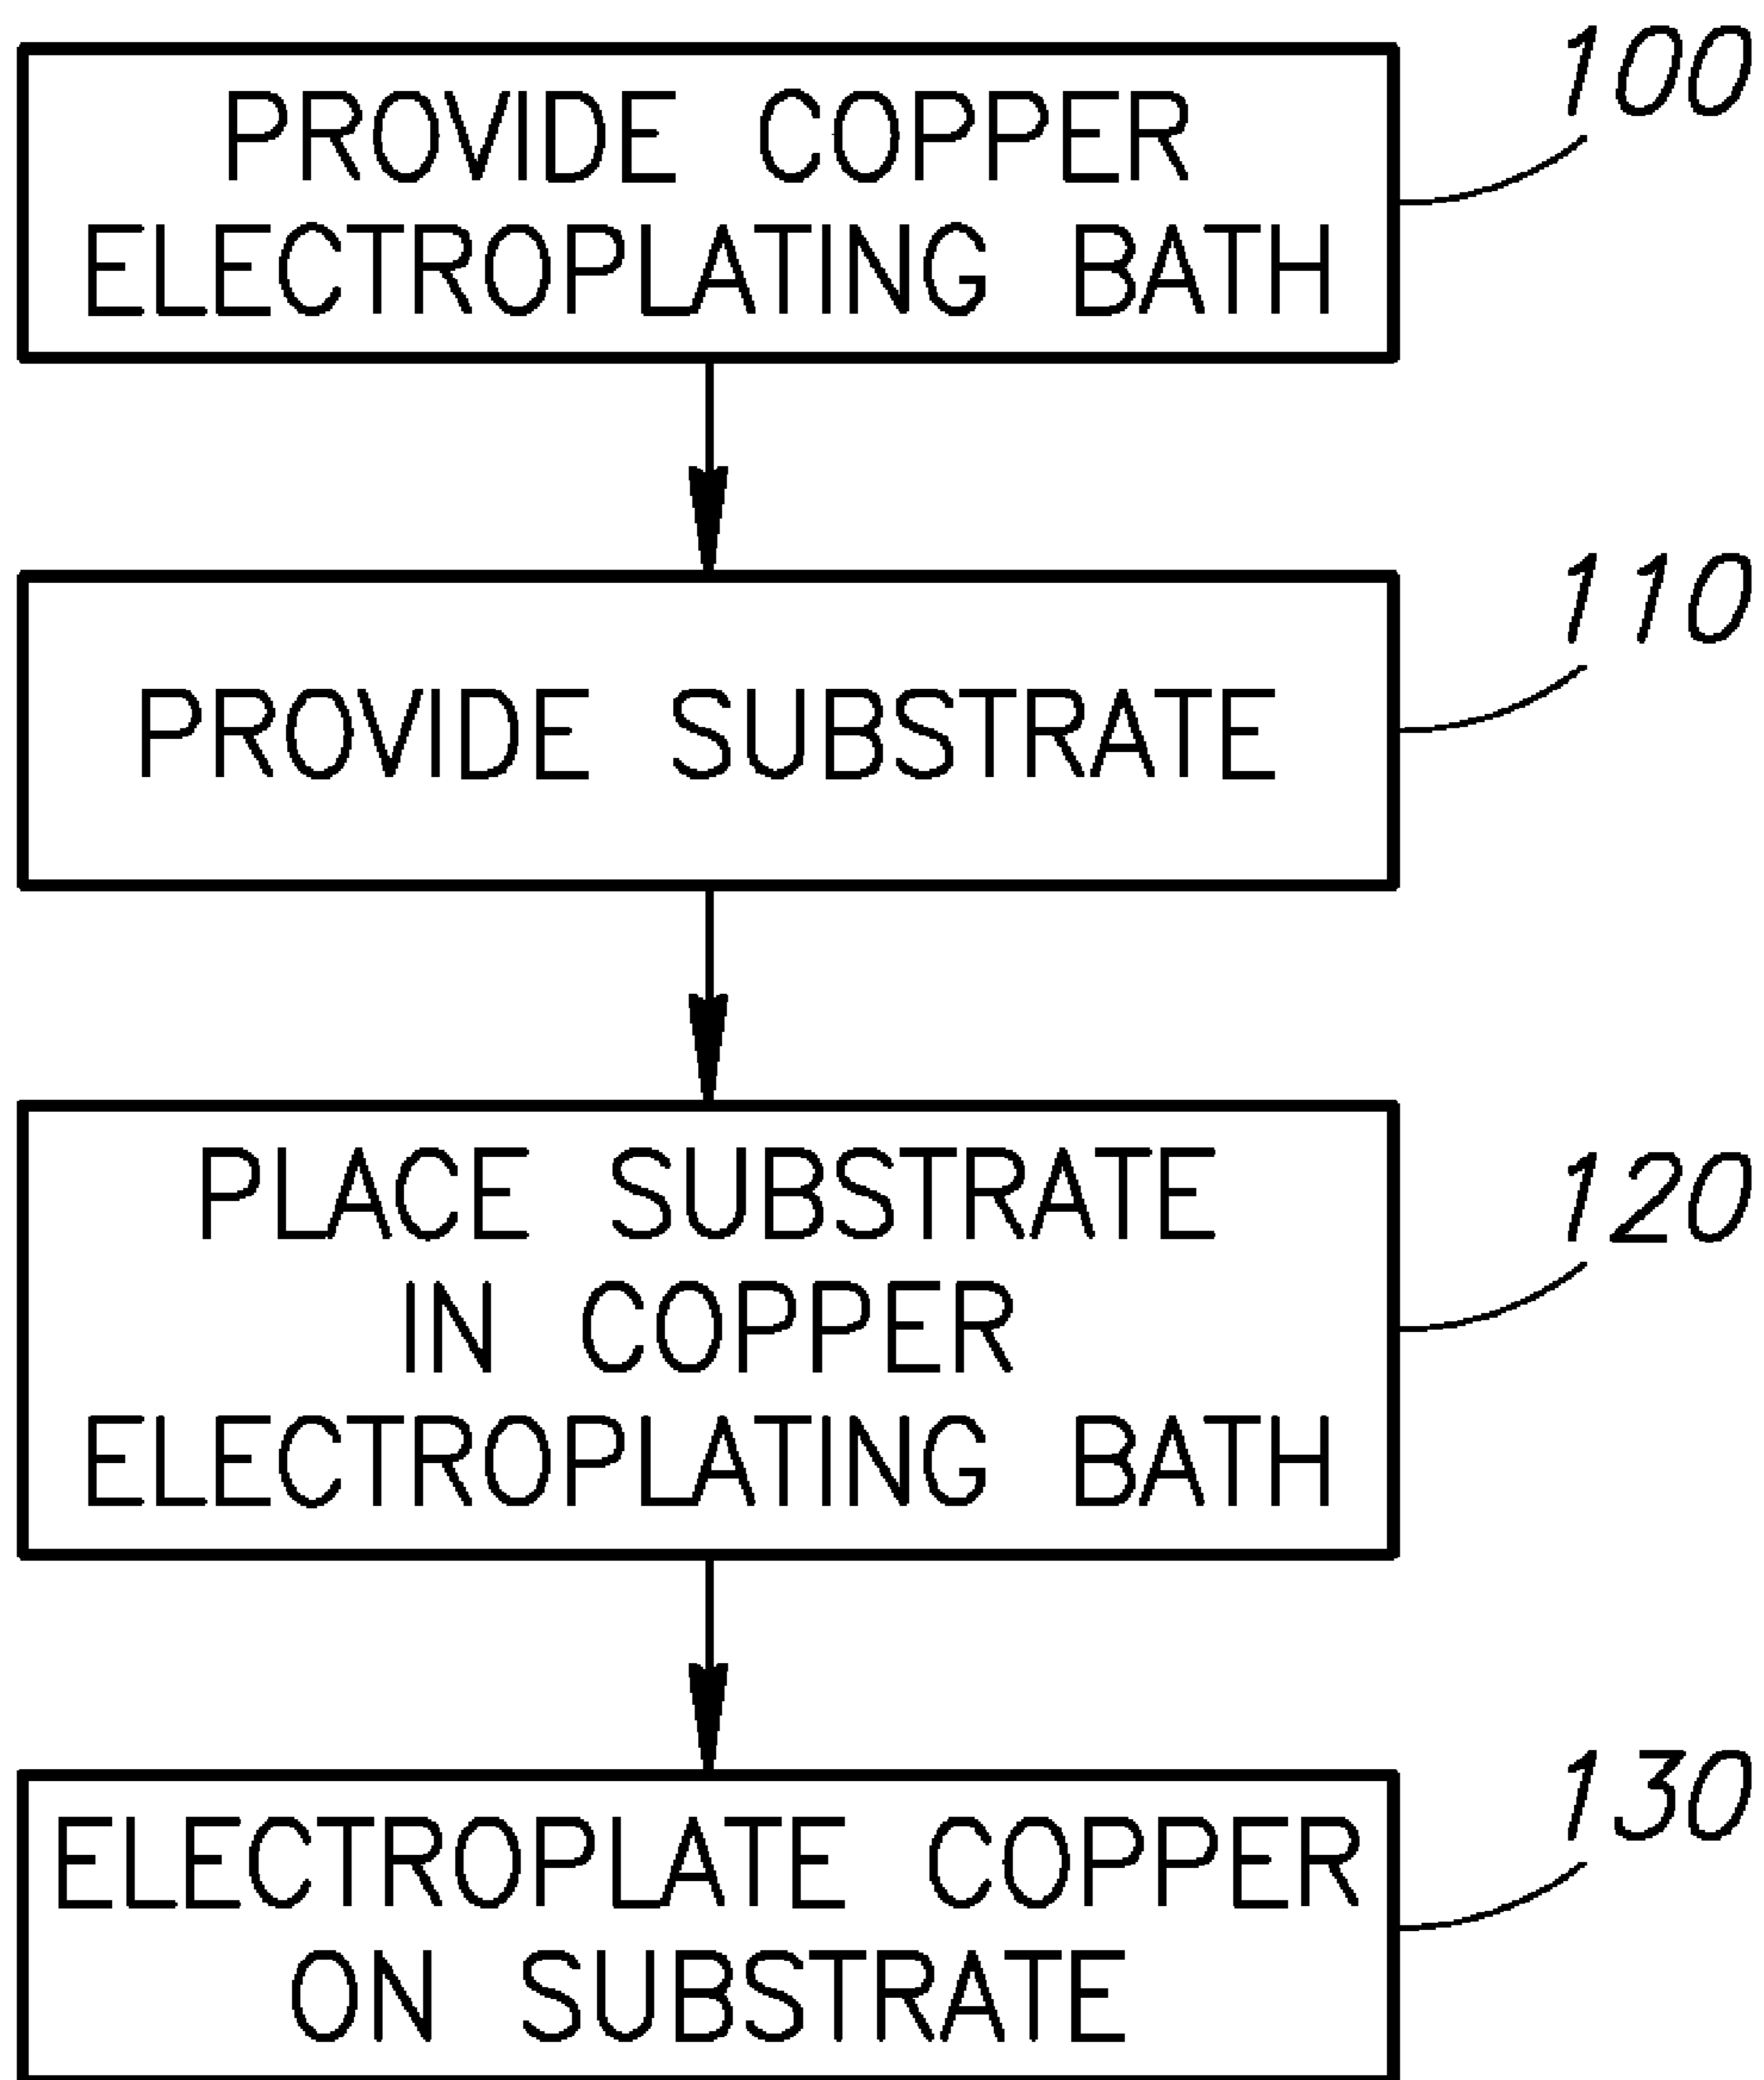 PROVIDE COPPER
ELECTROPLATING BATH
100
PROVIDE SUBSTRATE
110
PLACE SUBSTRATE
IN COPPER
ELECTROPLATING BATH
120
ELECTROPLATE COPPER
ON SUBSTRATE
130